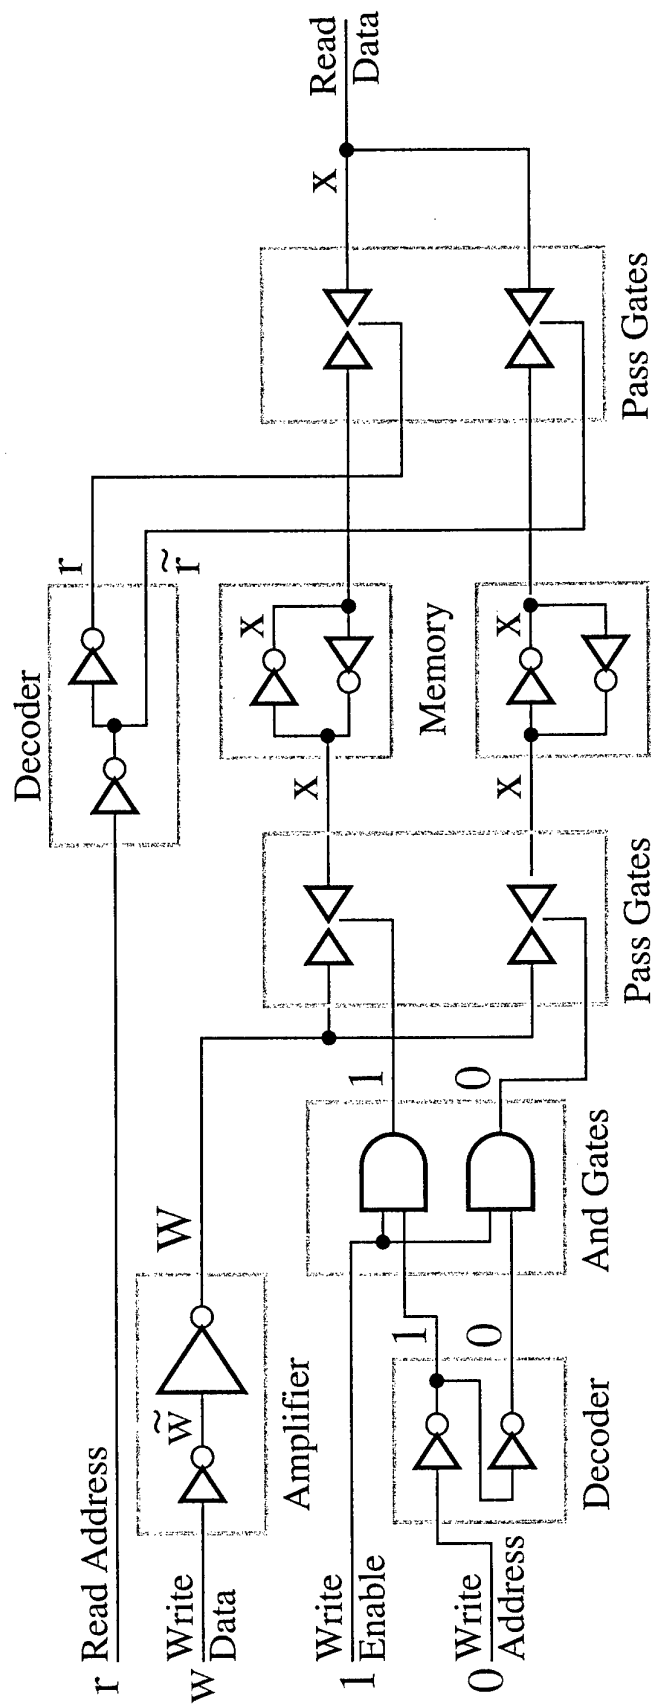 r Read Address
Write
w Data
Write
1 Enable
0 Write
Address
w̃
W
Amplifier
Decoder
1
0
And Gates
1
0
Pass Gates
Decoder
r
r̃
x
x
x
x
Memory
Pass Gates
x
Read
Data